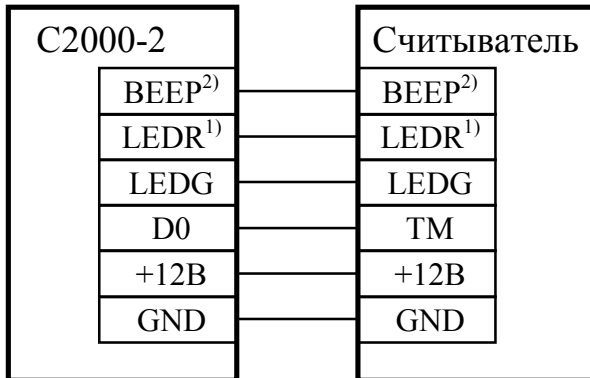 С2000-2 Считыватель
BEEP2) BEEP2)
LEDR1) LEDR1)
LEDG LEDG
D0 TM
+12В +12В
GND GND